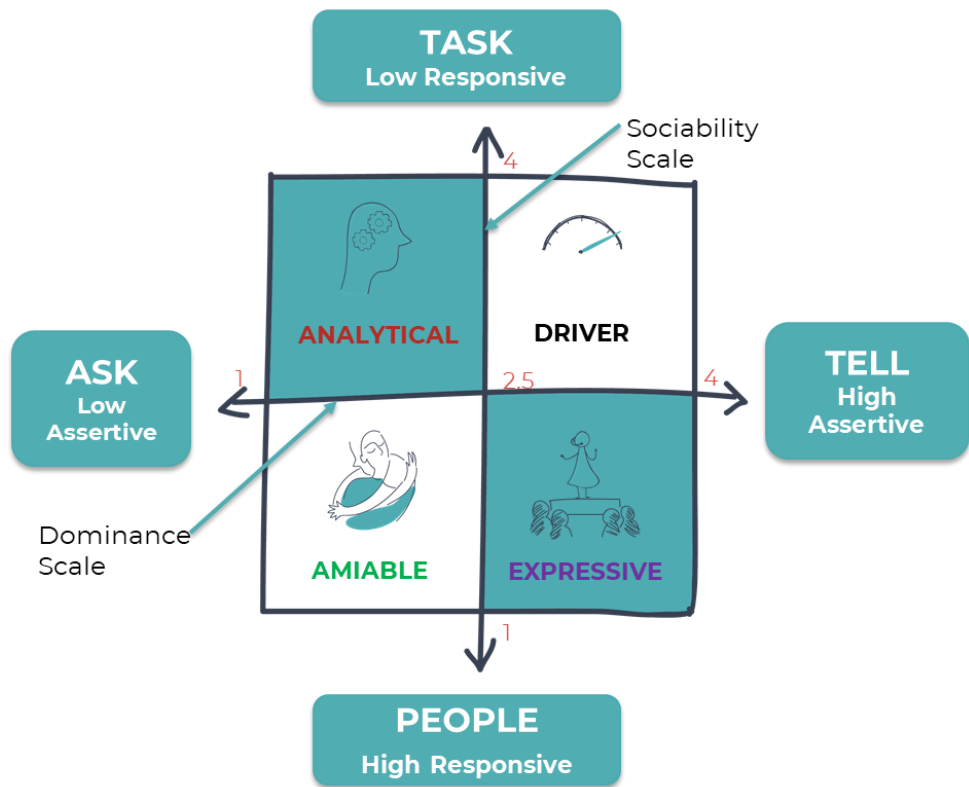 TASK
Low Responsive
Sociability
Scale
4
ANALYTICAL
DRIVER
ASK
Low
Assertive
1
2.5
4
TELL
High
Assertive
Dominance
Scale
AMIABLE
EXPRESSIVE
1
PEOPLE
High Responsive